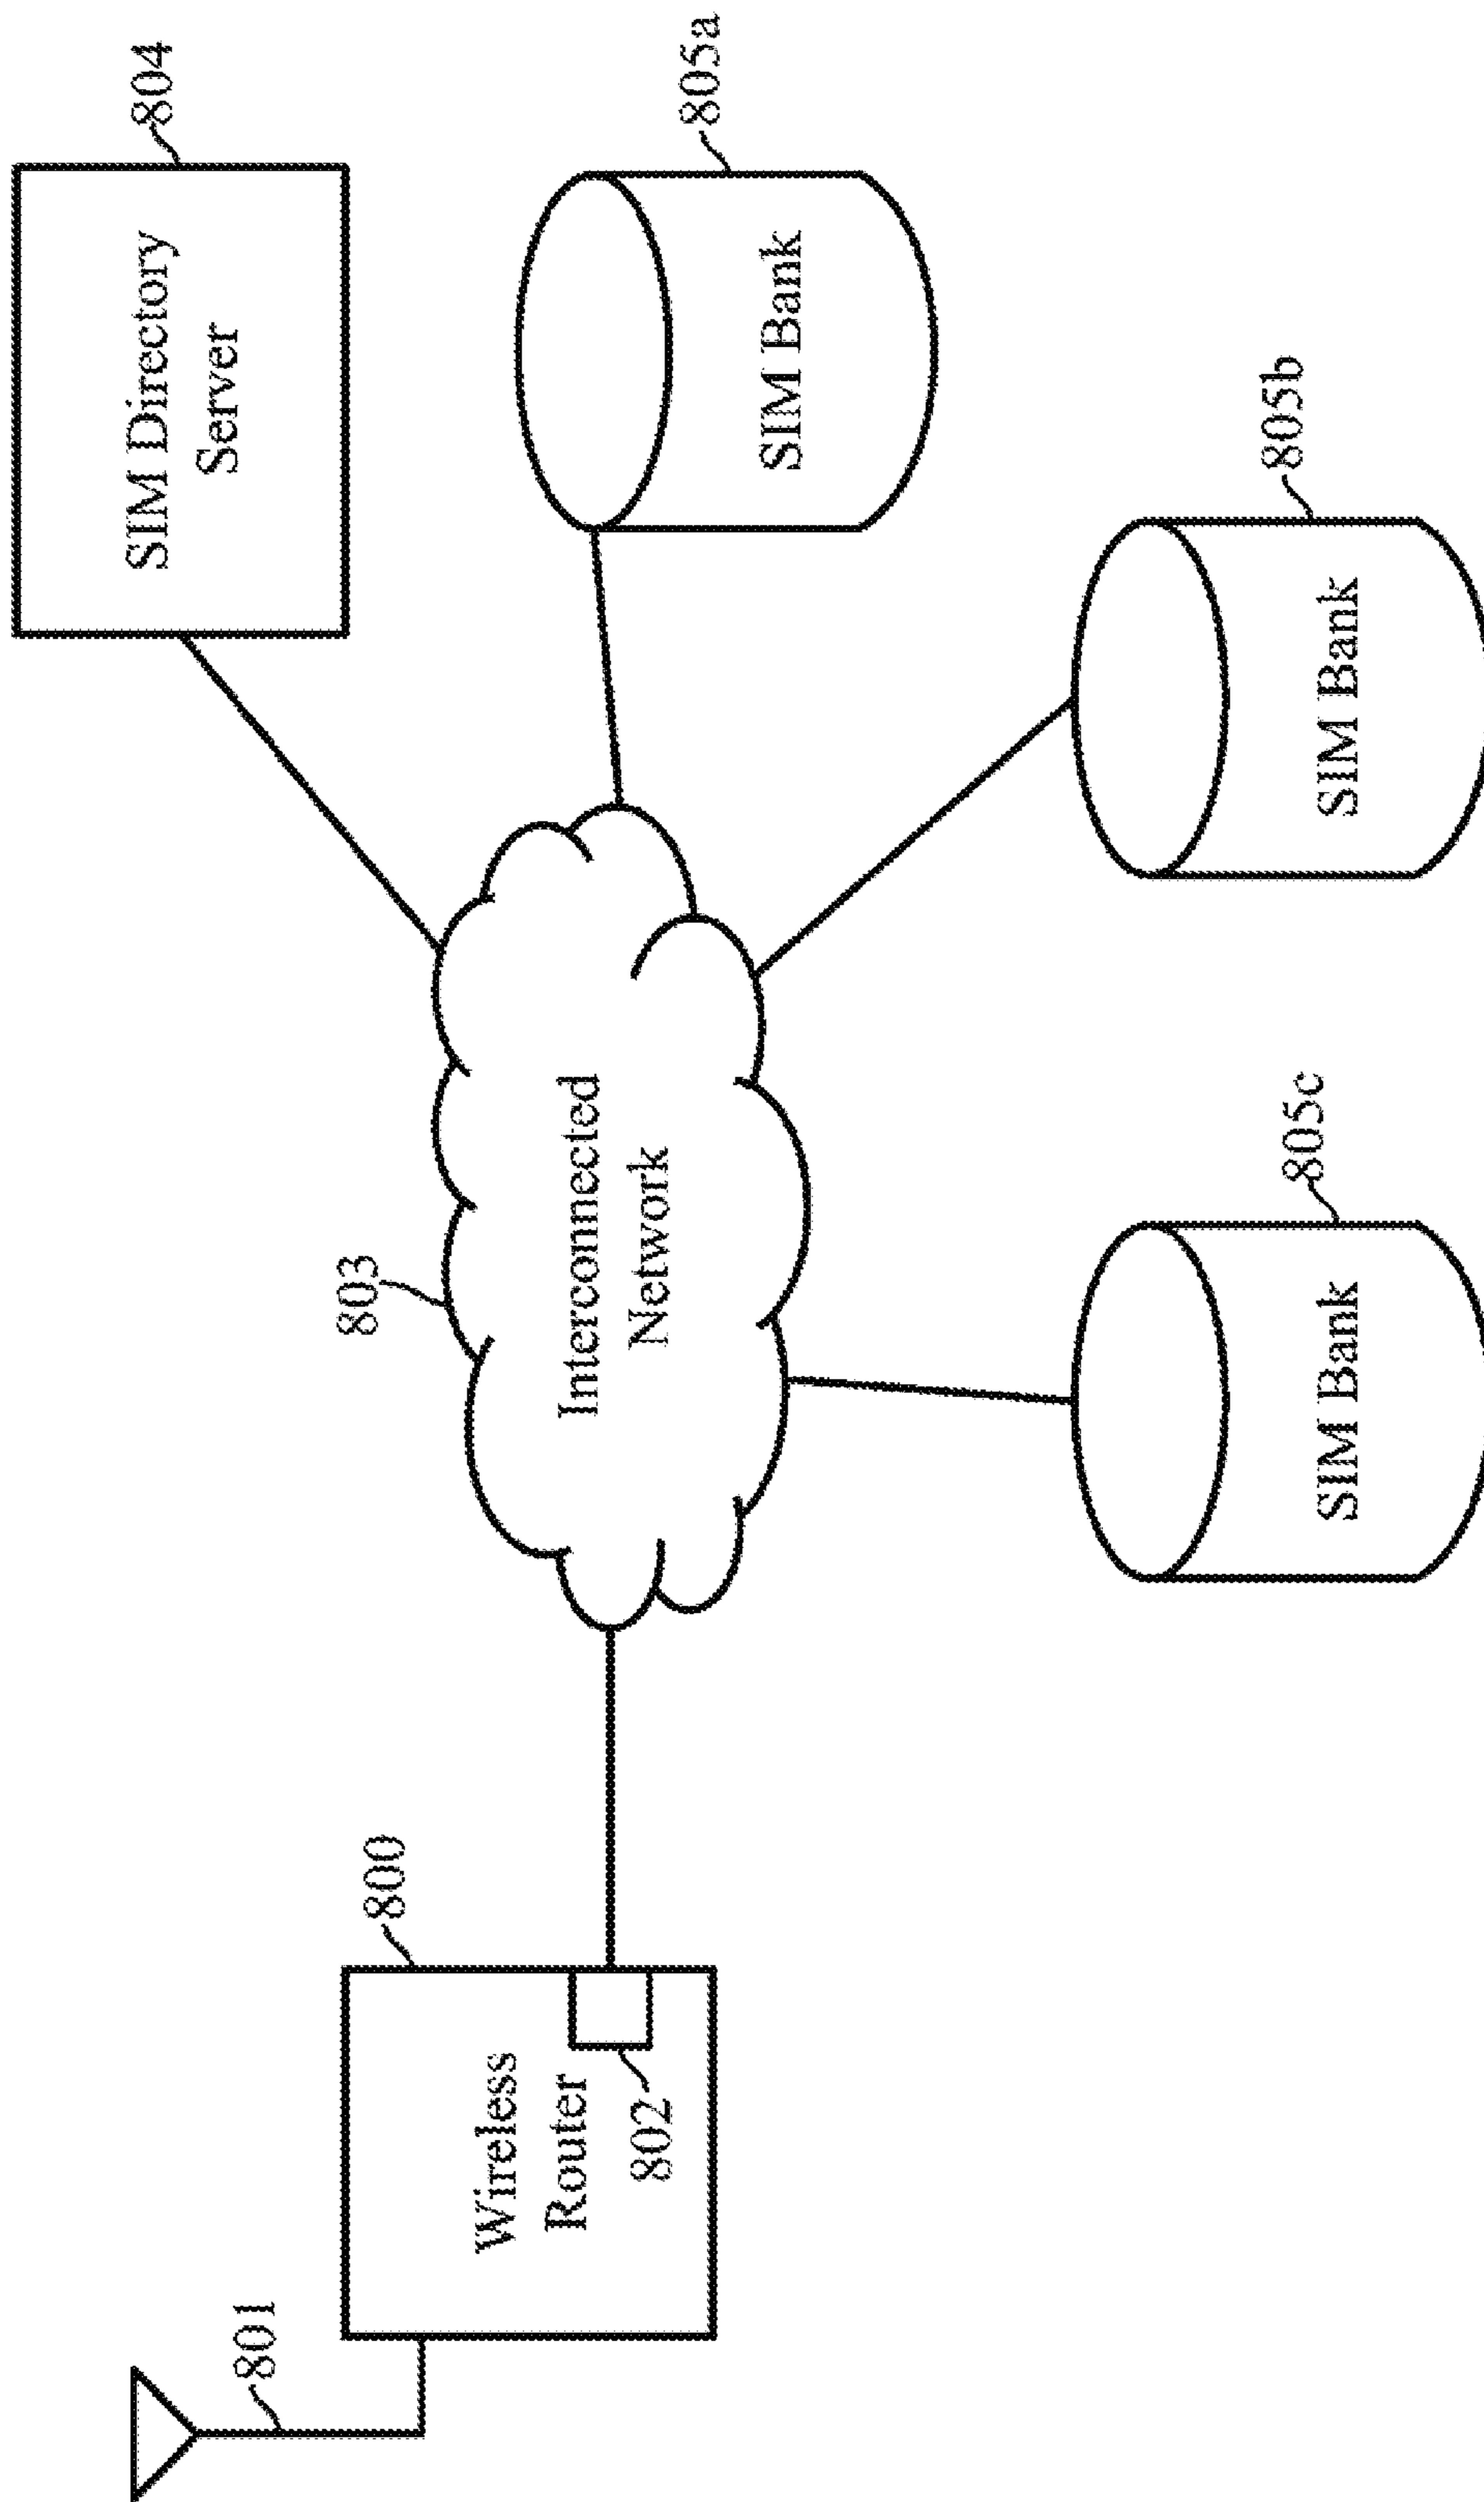 804
SIM Directory
Server
805a
SIM Bank
803
Interconnected
Network
805b
SIM Bank
805c
SIM Bank
800
Wireless
Router
802
801